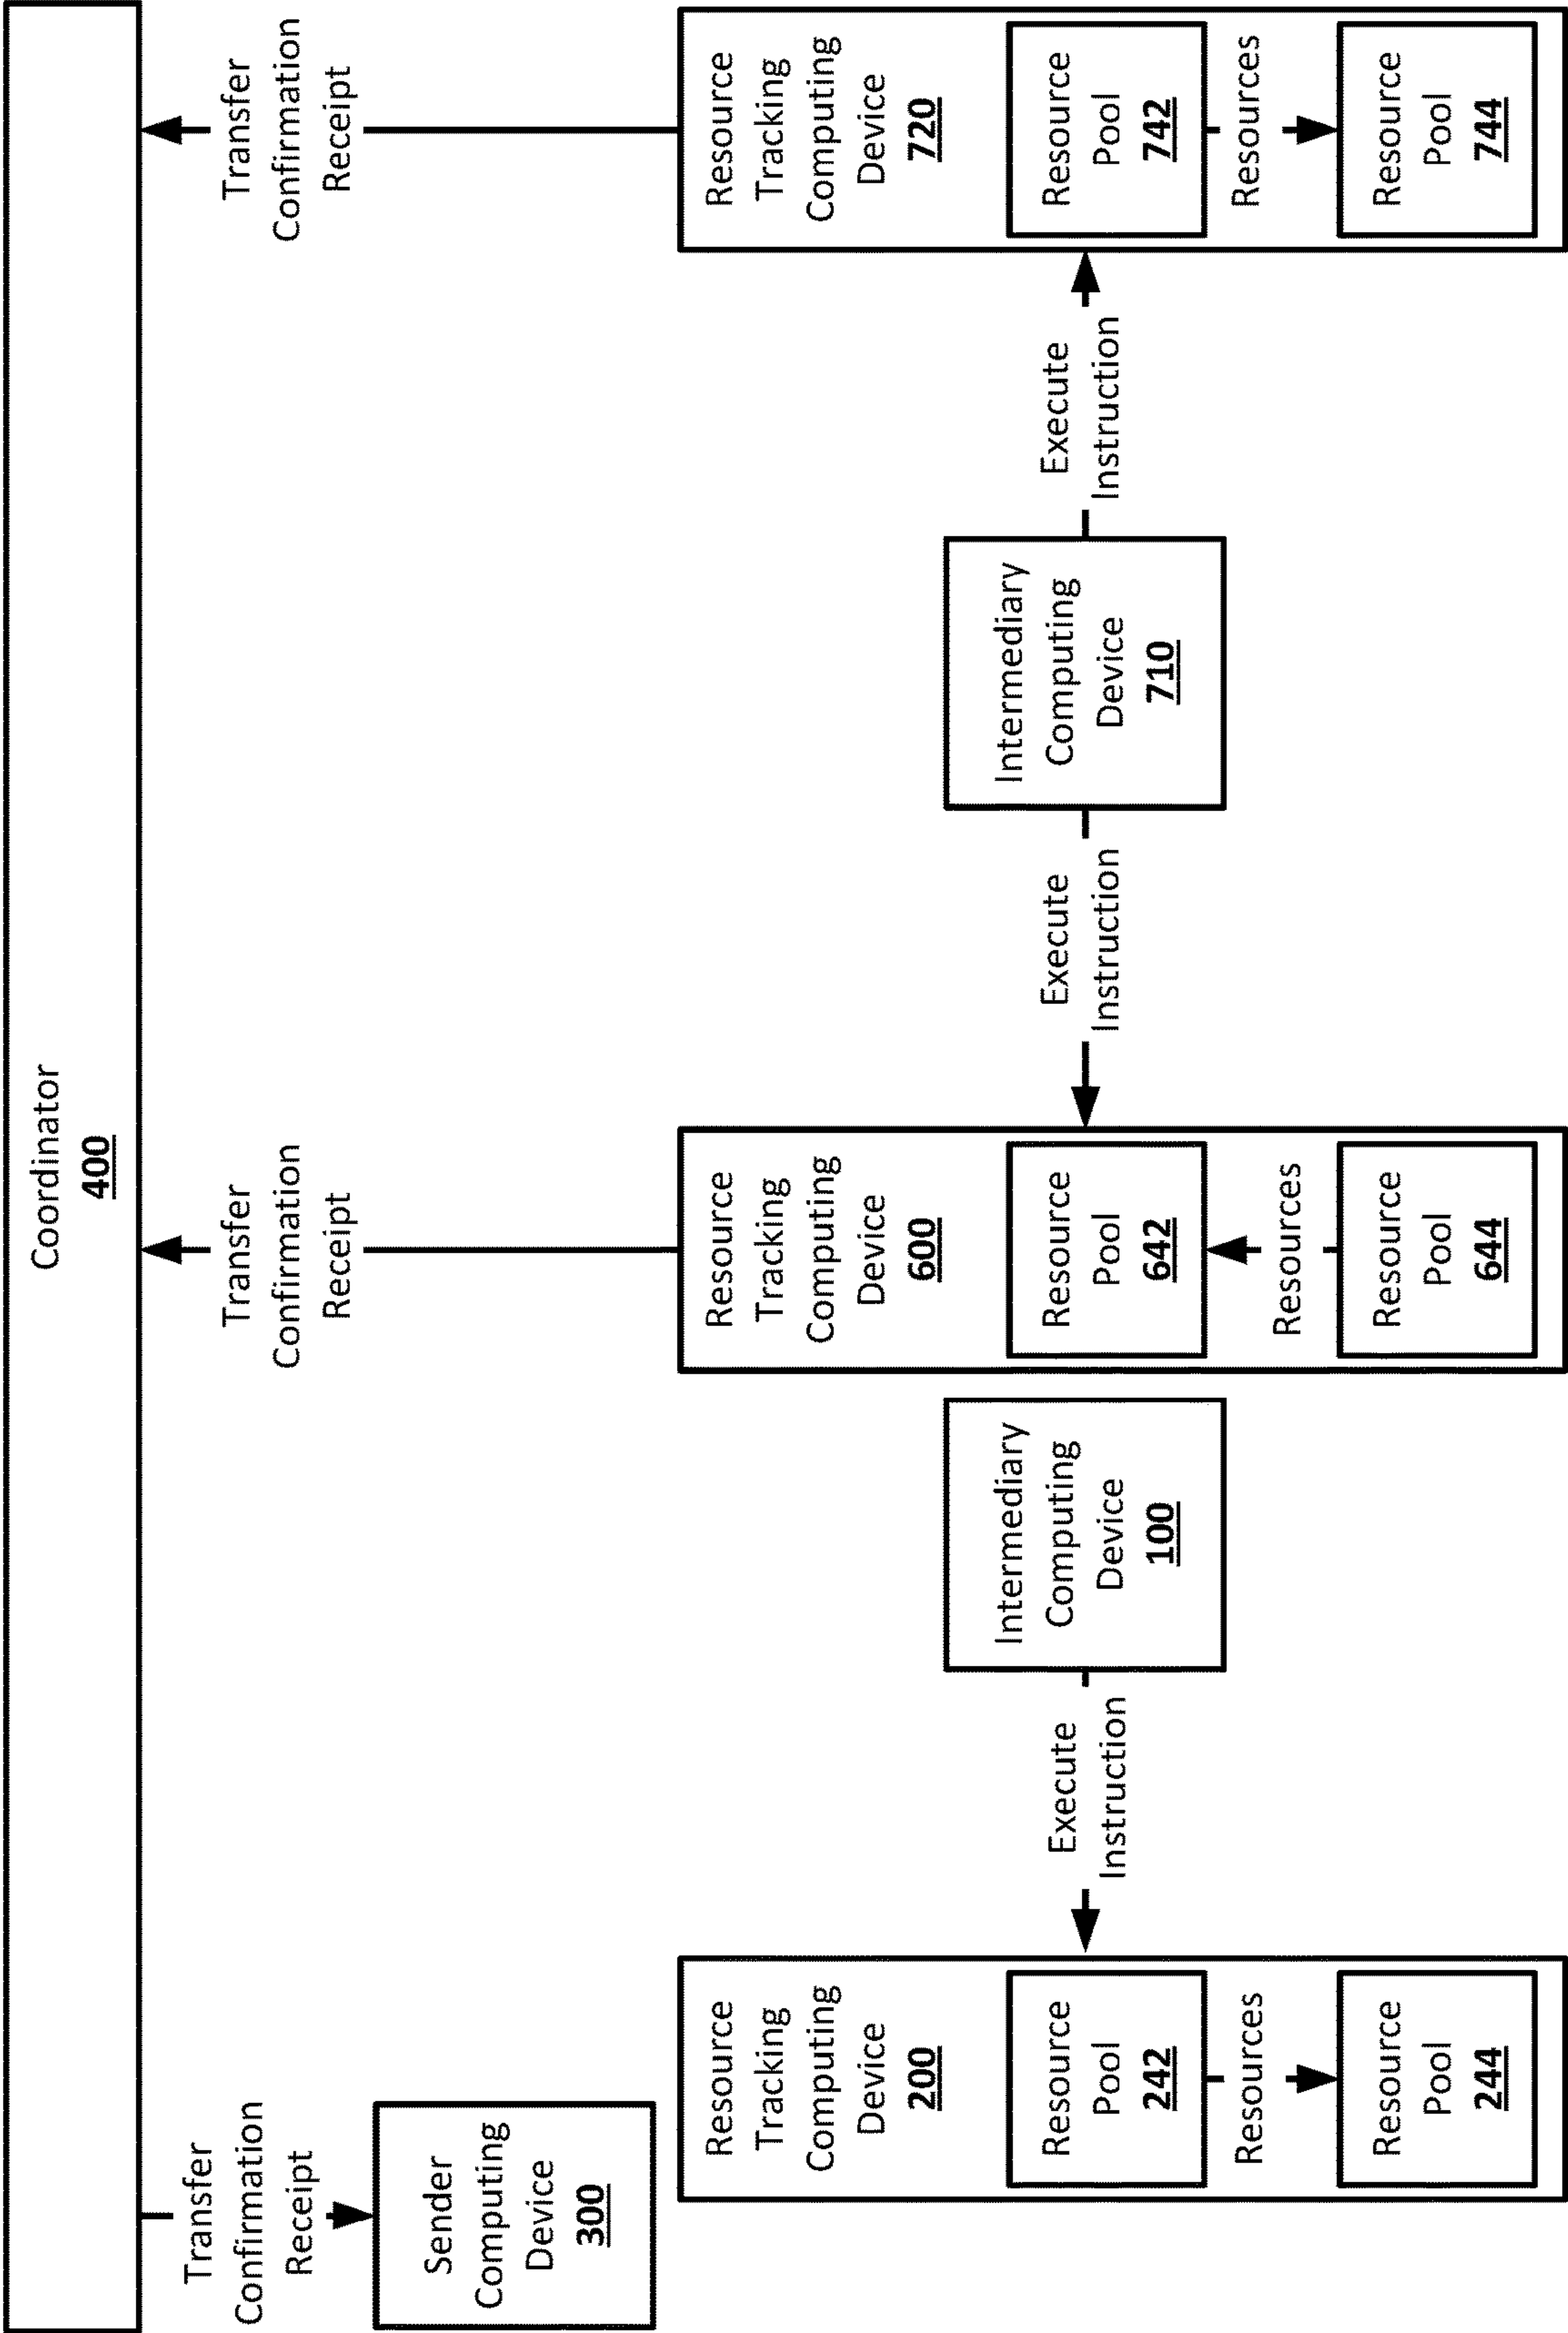 Coordinator
400
Transfer
Confirmation
Receipt
Transfer
Confirmation
Receipt
Transfer
Confirmation
Receipt
Sender
Computing
Device
300
Resource
Tracking
Computing
Device
200
Resource
Pool
242
Resources
Resource
Pool
244
Execute
Instruction
Intermediary
Computing
Device
100
Resource
Tracking
Computing
Device
600
Resource
Pool
642
Resources
Resource
Pool
644
Execute
Instruction
Intermediary
Computing
Device
710
Execute
Instruction
Resource
Tracking
Computing
Device
720
Resource
Pool
742
Resources
Resource
Pool
744